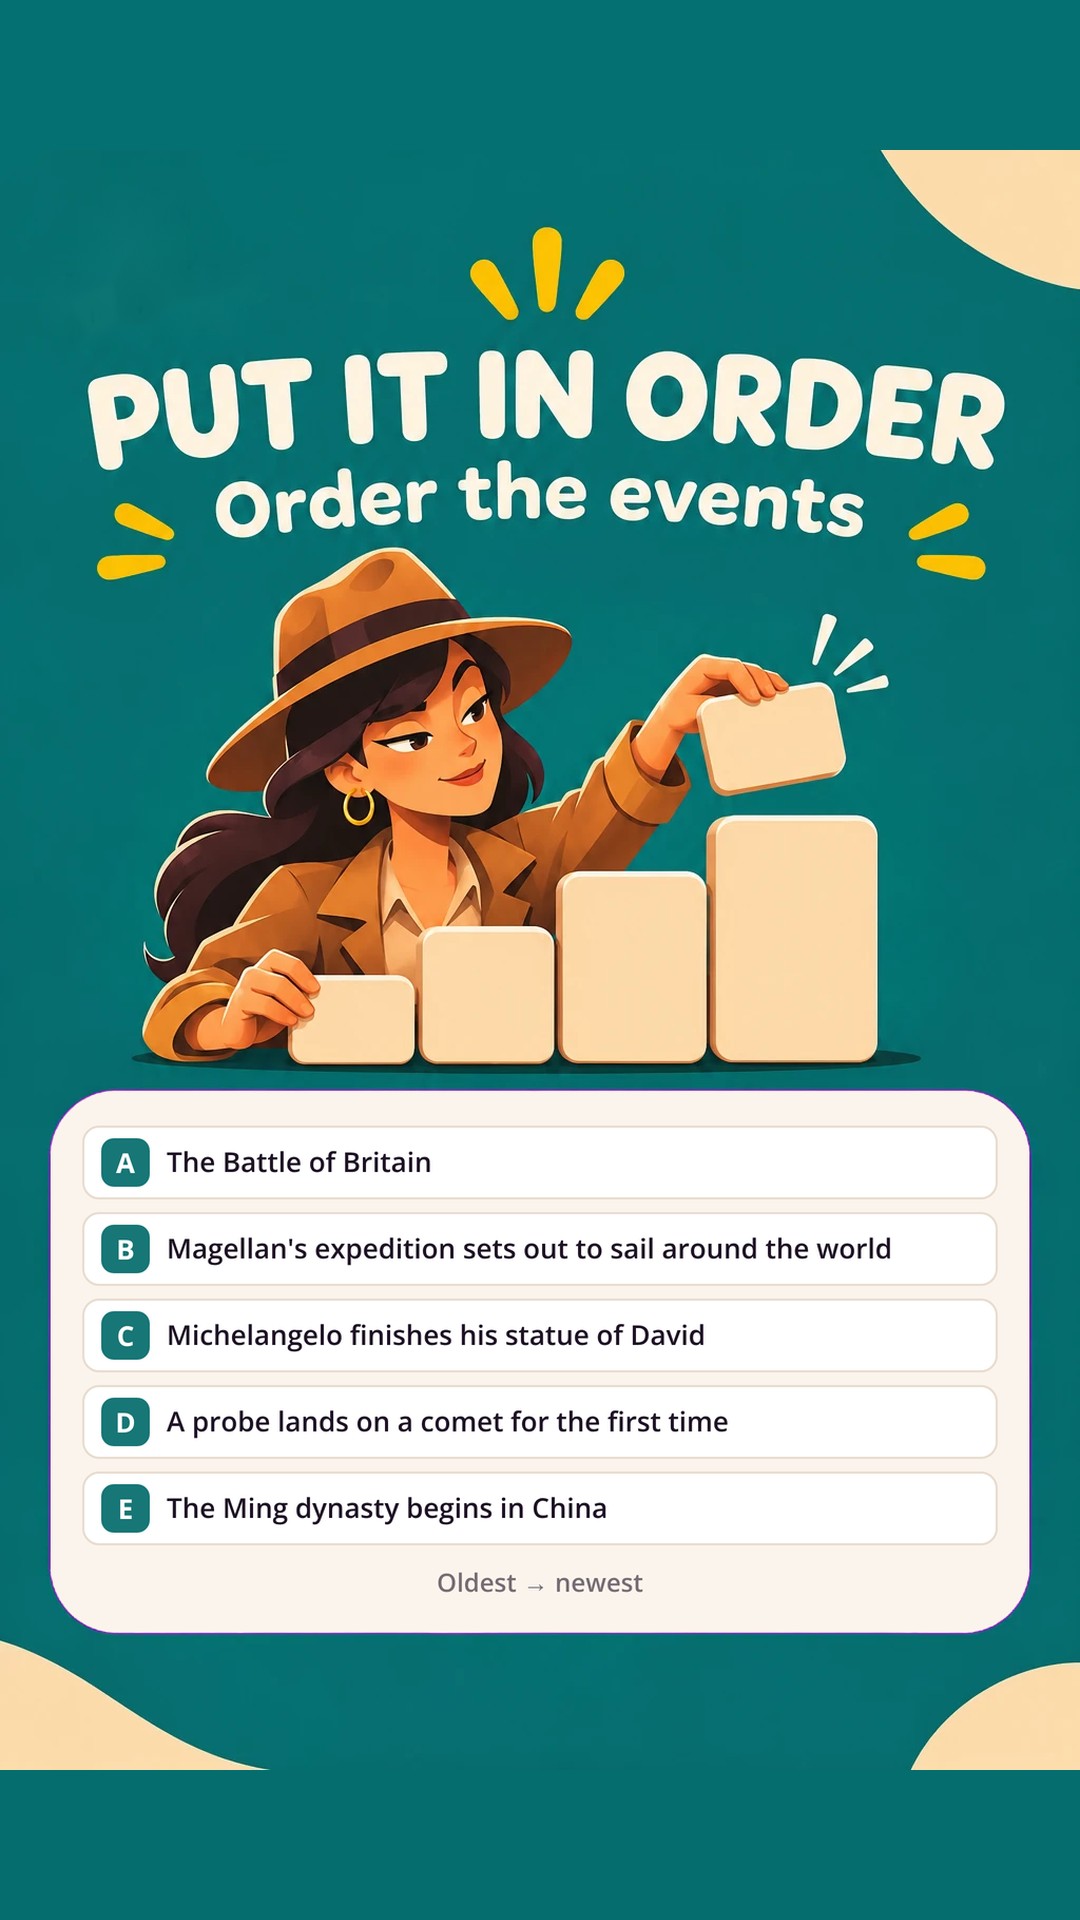 PUT IT IN ORDER
Order the events
A The Battle of Britain
B Magellan's expedition sets out to sail around the world
C Michelangelo finishes his statue of David
D A probe lands on a comet for the first time
E The Ming dynasty begins in China
Oldest → newest